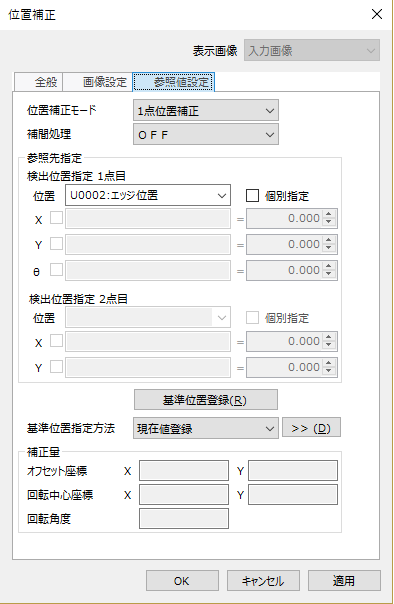 位置補正
表示画像 入力画像
全般 画像設定 参照値設定
位置補正モード 1点位置補正
補間処理 ＯＦＦ
参照先指定
検出位置指定 1点目
位置 U0002:エッジ位置 個別指定
X = 0.000
Y = 0.000
θ = 0.000
検出位置指定 2点目
位置 個別指定
X = 0.000
Y = 0.000
基準位置登録(R)
基準位置指定方法 現在値登録 >> (D)
補正量
オフセット座標 X Y
回転中心座標 X Y
回転角度
OK キャンセル 適用